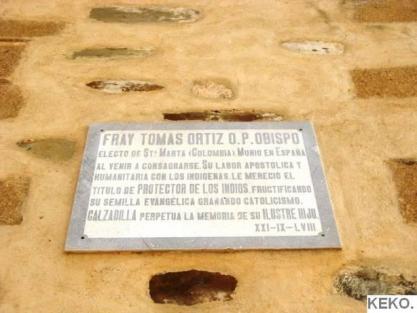 FRAY TOMAS ORTIZ O.P. OBISPO
ELECTO DE STA MARTA (COLOMBIA) MURIO EN ESPAÑA
AL VENIR A CONSAGRARSE. SU LABOR APOSTOLICA Y
HUMANITARIA CON LOS INDIGENAS LE MERECIO EL
TITULO DE PROTECTOR DE LOS INDIOS, FRUCTIFICANDO
SU SEMILLA EVANGÉLICA GRANADO CATOLICISMO.
CALZADILLA PERPETUA LA MEMORIA DE SU ILUSTRE HIJO.
XXI-IX-LVIII
KEKO.